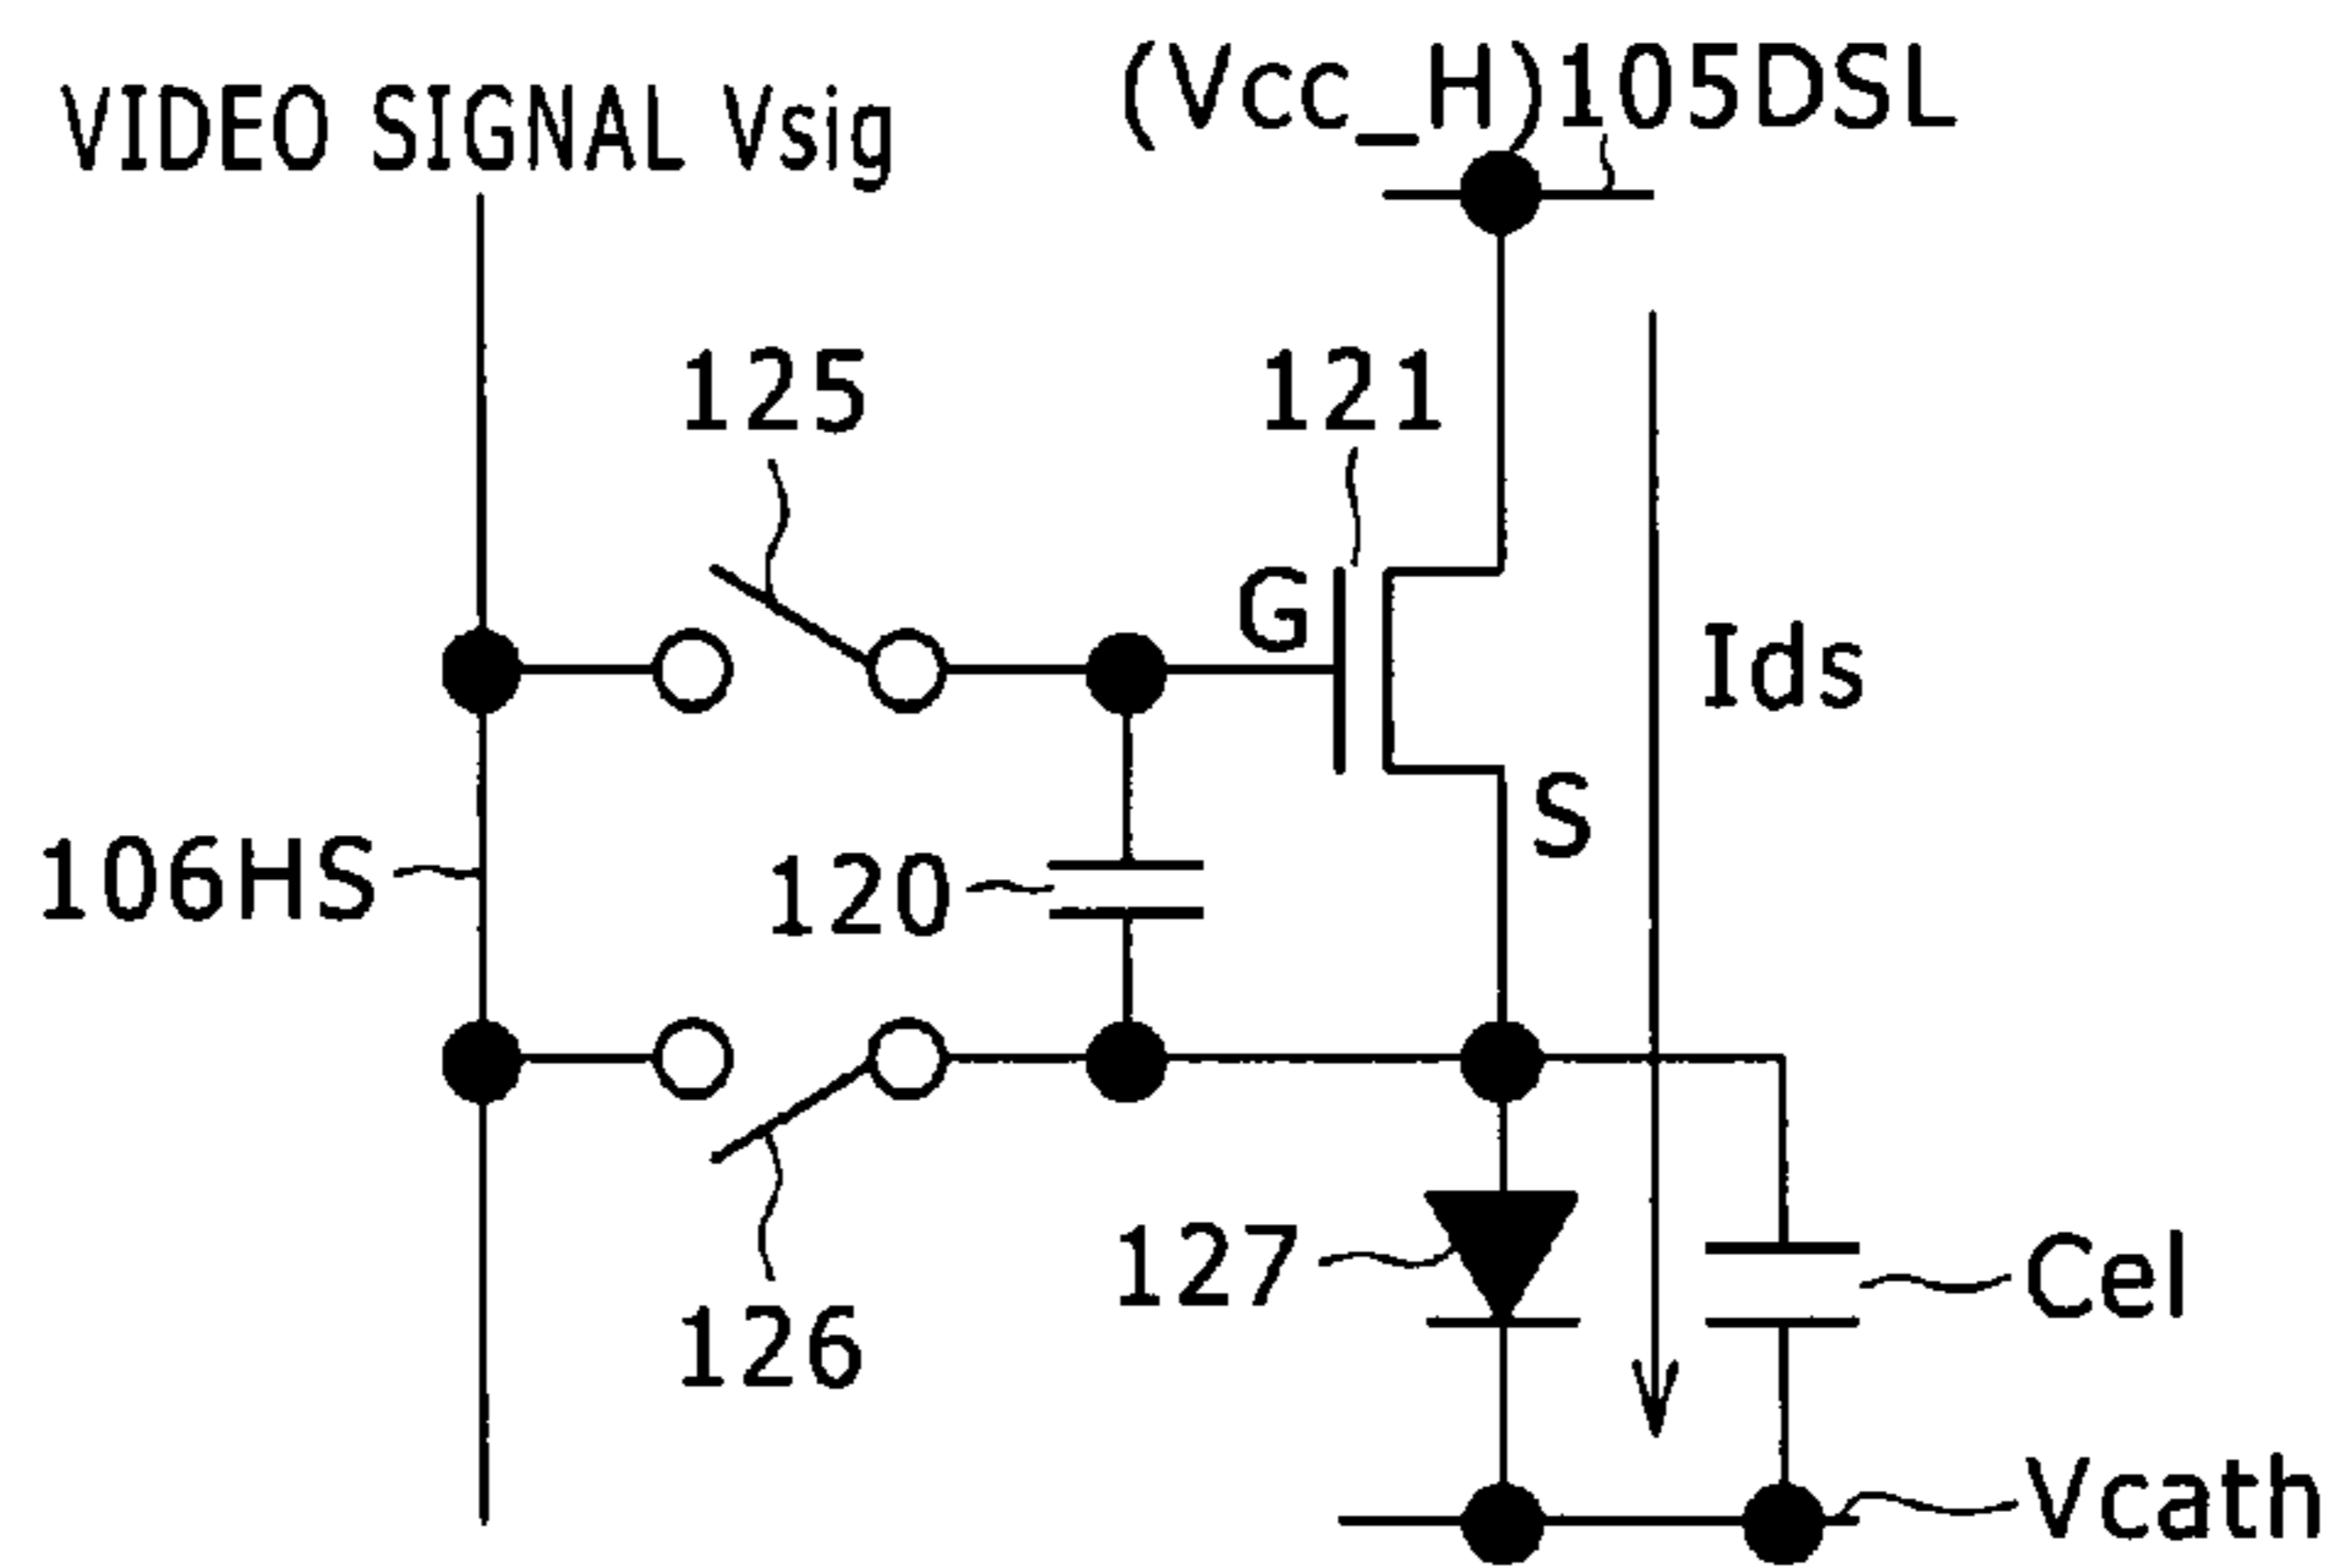 (Vcc_H)105DSL
VIDEO SIGNAL Vsig
125
121
G
Ids
S
106HS
120
127
Cel
126
Vcath